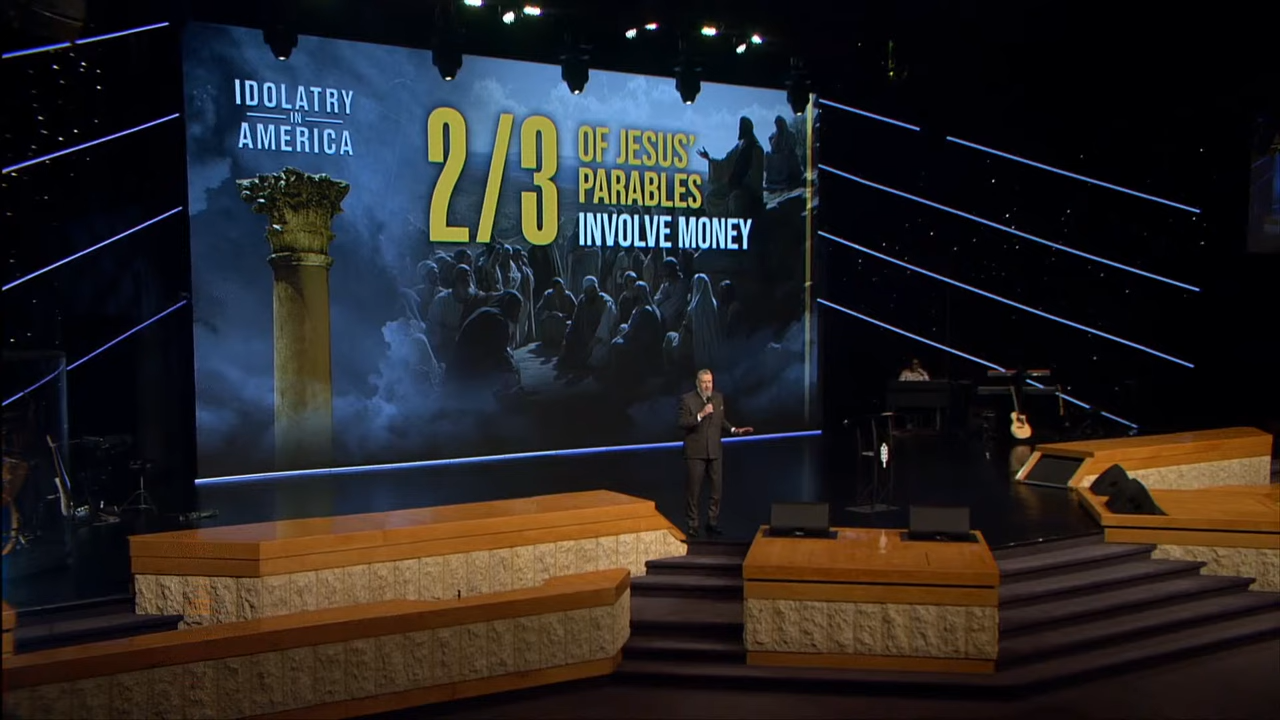 IDOLATRY
IN
AMERICA
2/3
OF JESUS'
PARABLES
INVOLVE MONEY